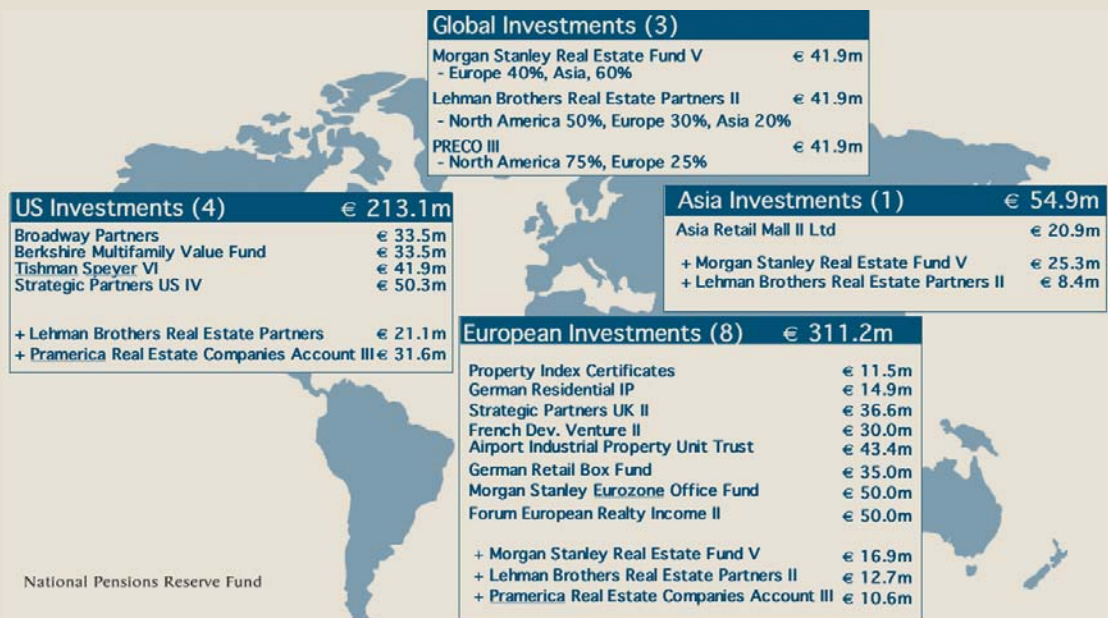 Global Investments (3)
Morgan Stanley Real Estate Fund V € 41.9m
- Europe 40%, Asia, 60%
Lehman Brothers Real Estate Partners II € 41.9m
- North America 50%, Europe 30%, Asia 20%
PRECO III € 41.9m
- North America 75%, Europe 25%
US Investments (4) € 213.1m
Broadway Partners € 33.5m
Berkshire Multifamily Value Fund € 33.5m
Tishman Speyer VI € 41.9m
Strategic Partners US IV € 50.3m
+ Lehman Brothers Real Estate Partners € 21.1m
+ Pramerica Real Estate Companies Account III € 31.6m
Asia Investments (1) € 54.9m
Asia Retail Mall II Ltd € 20.9m
+ Morgan Stanley Real Estate Fund V € 25.3m
+ Lehman Brothers Real Estate Partners II € 8.4m
European Investments (8) € 311.2m
Property Index Certificates € 11.5m
German Residential IP € 14.9m
Strategic Partners UK II € 36.6m
French Dev. Venture II € 30.0m
Airport Industrial Property Unit Trust € 43.4m
German Retail Box Fund € 35.0m
Morgan Stanley Eurozone Office Fund € 50.0m
Forum European Realty Income II € 50.0m
+ Morgan Stanley Real Estate Fund V € 16.9m
+ Lehman Brothers Real Estate Partners II € 12.7m
+ Pramerica Real Estate Companies Account III € 10.6m
National Pensions Reserve Fund